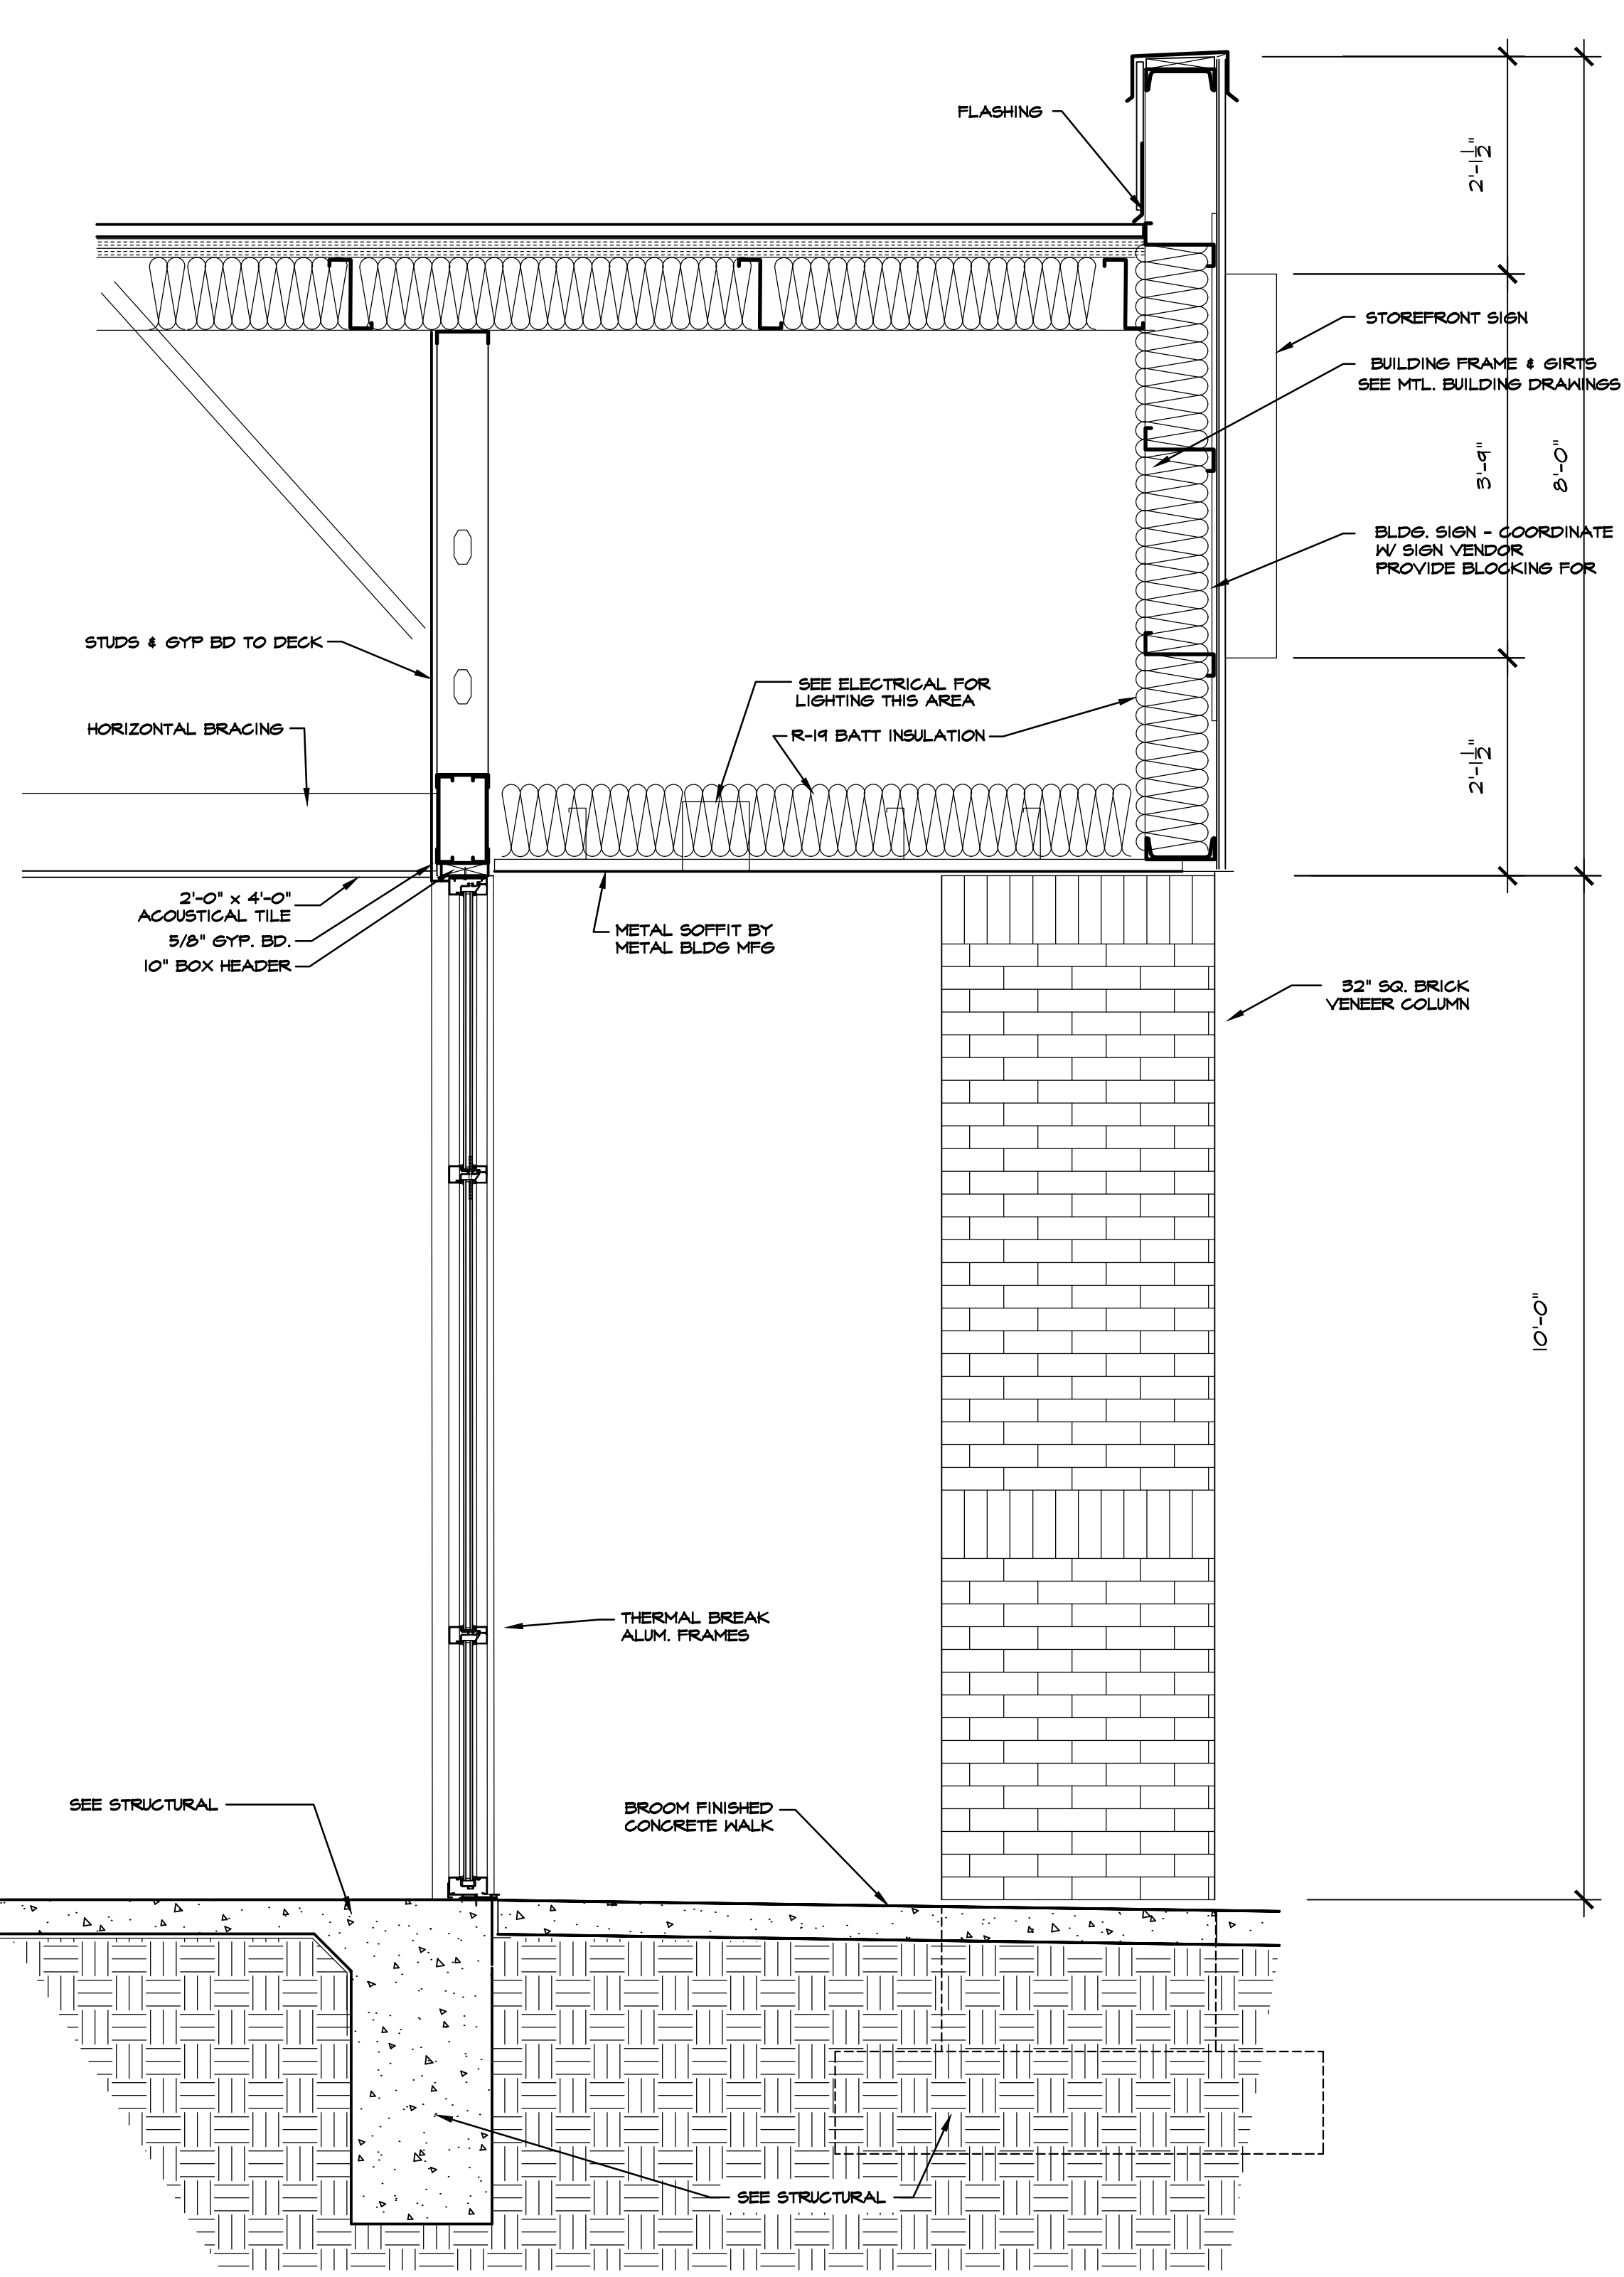 FLASHING
2'-1 1/2"
STOREFRONT SIGN
BUILDING FRAME & GIRTS
SEE MTL. BUILDING DRAWINGS
3'-9"
8'-0"
BLDG. SIGN - COORDINATE
W/ SIGN VENDOR
PROVIDE BLOCKING FOR
STUDS & GYP BD TO DECK
SEE ELECTRICAL FOR
LIGHTING THIS AREA
HORIZONTAL BRACING
R-19 BATT INSULATION
2'-1 1/2"
2'-0" x 4'-0"
ACOUSTICAL TILE
5/8" GYP. BD.
10" BOX HEADER
METAL SOFFIT BY
METAL BLDG MFG
32" SQ. BRICK
VENEER COLUMN
10'-0"
THERMAL BREAK
ALUM. FRAMES
SEE STRUCTURAL
BROOM FINISHED
CONCRETE WALK
SEE STRUCTURAL